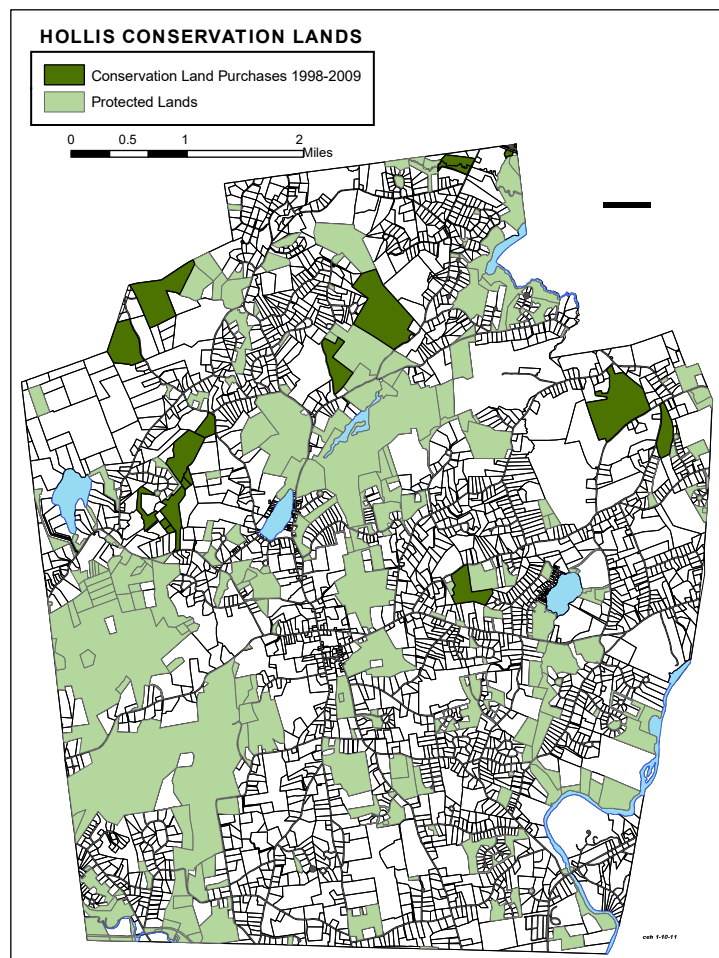 HOLLIS CONSERVATION LANDS
Conservation Land Purchases 1998-2009
Protected Lands
0 0.5 1 2
Miles
ceh 1-10-11